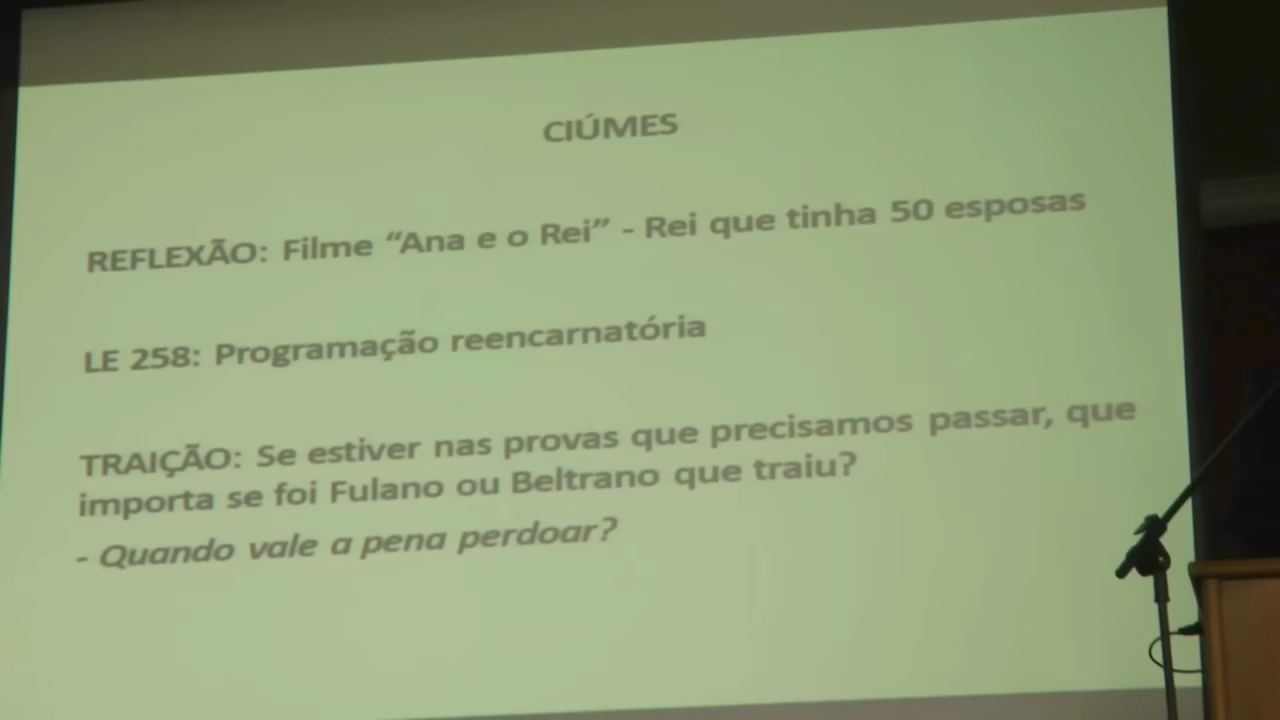 CIÚMES
REFLEXÃO: Filme “Ana e o Rei” - Rei que tinha 50 esposas
LE 258: Programação reencarnatória
TRAIÇÃO: Se estiver nas provas que precisamos passar, que
importa se foi Fulano ou Beltrano que traiu?
- Quando vale a pena perdoar?